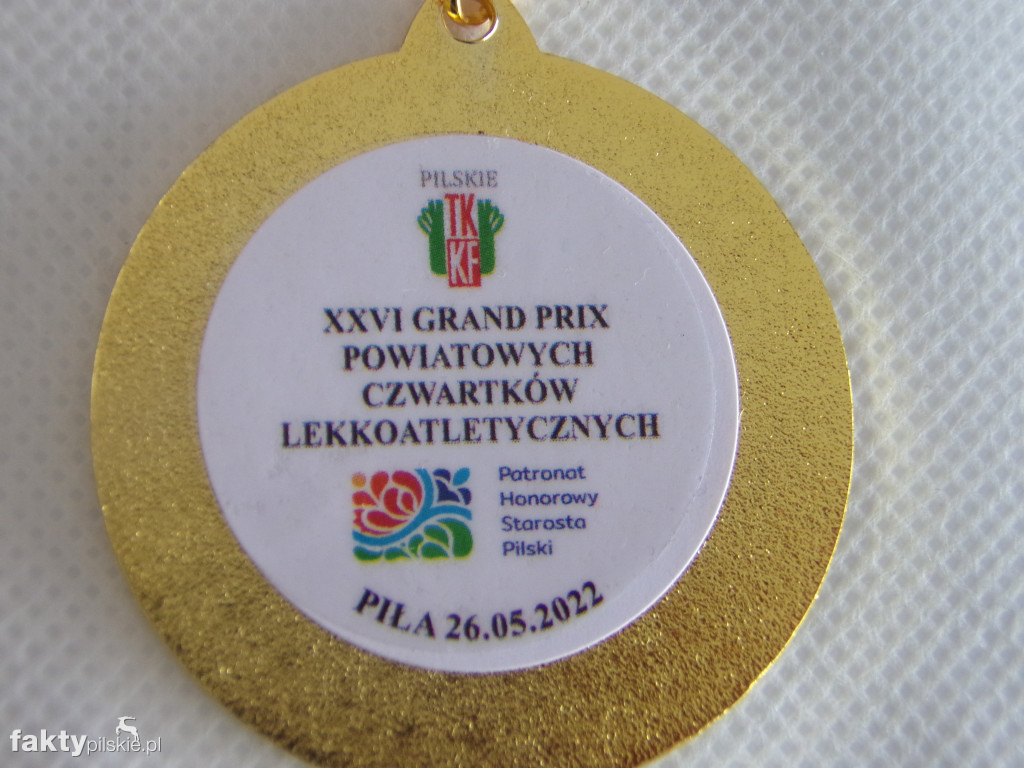 PILSKIE
TK
KF
XXVI GRAND PRIX
POWIATOWYCH
CZWARTKÓW
LEKKOATLETYCZNYCH
Patronat
Honorowy
Starosta
Pilski
PIŁA 26.05.2022
faktypilskie.pl